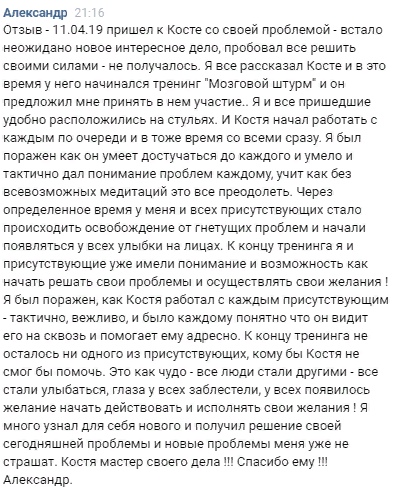 Александр 21:16
Отзыв - 11.04.19 пришел к Косте со своей проблемой - встало
неожидано новое интересное дело, пробовал все решить
своими силами - не получалось. Я все рассказал Косте и в это
время у него начинался тренинг "Мозговой штурм" и он
предложил мне принять в нем участие.. Я и все пришедшие
удобно расположились на стульях. И Костя начал работать с
каждым по очереди и в тоже время со всеми сразу. Я был
поражен как он умеет достучаться до каждого и умело и
тактично дал понимание проблем каждому, учит как без
всевозможных медитаций это все преодолеть. Через
определенное время у меня и всех присутствующих стало
происходить освобождение от гнетущих проблем и начали
появляться у всех улыбки на лицах. К концу тренинга я и
присутствующие уже имели понимание и возможность как
начать решать свои проблемы и осуществлять свои желания !
Я был поражен, как Костя работал с каждым присутствующим
- тактично, вежливо, и было каждому понятно что он видит
его на сквозь и помогает ему адресно. К концу тренинга не
осталось ни одного из присутствующих, кому бы Костя не
смог бы помочь. Это как чудо - все люди стали другими - все
стали улыбаться, глаза у всех заблестели, у всех появилось
желание начать действовать и исполнять свои желания ! Я
много узнал для себя нового и получил решение своей
сегодняшней проблемы и новые проблемы меня уже не
страшат. Костя мастер своего дела !!! Спасибо ему !!!
Александр.